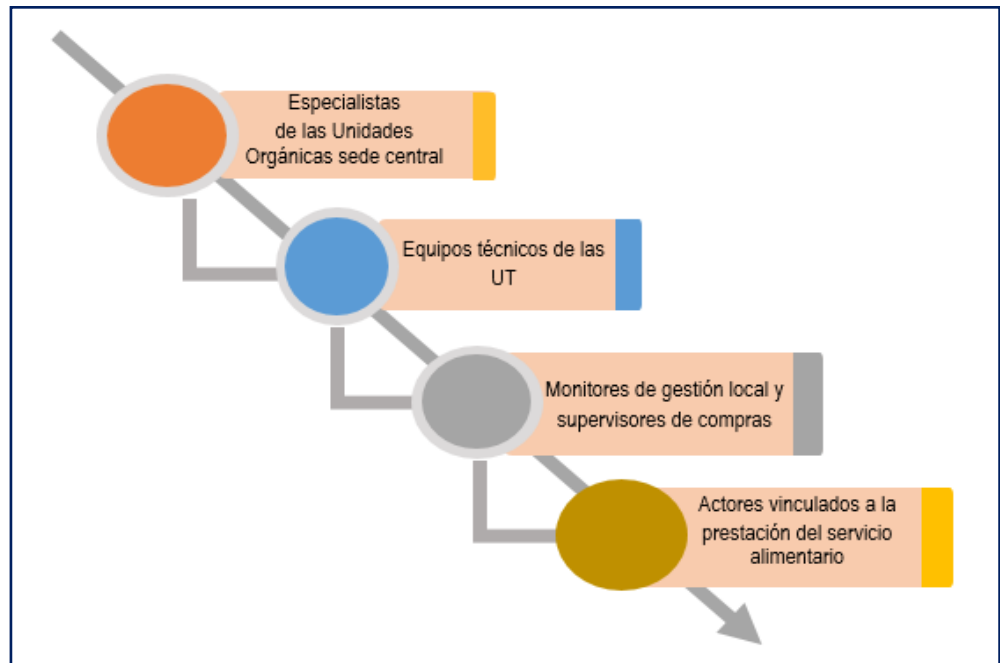 Especialistas
de las Unidades
Orgánicas sede central
Equipos técnicos de las
UT
Monitores de gestión local y
supervisores de compras
Actores vinculados a la
prestación del servicio
alimentario